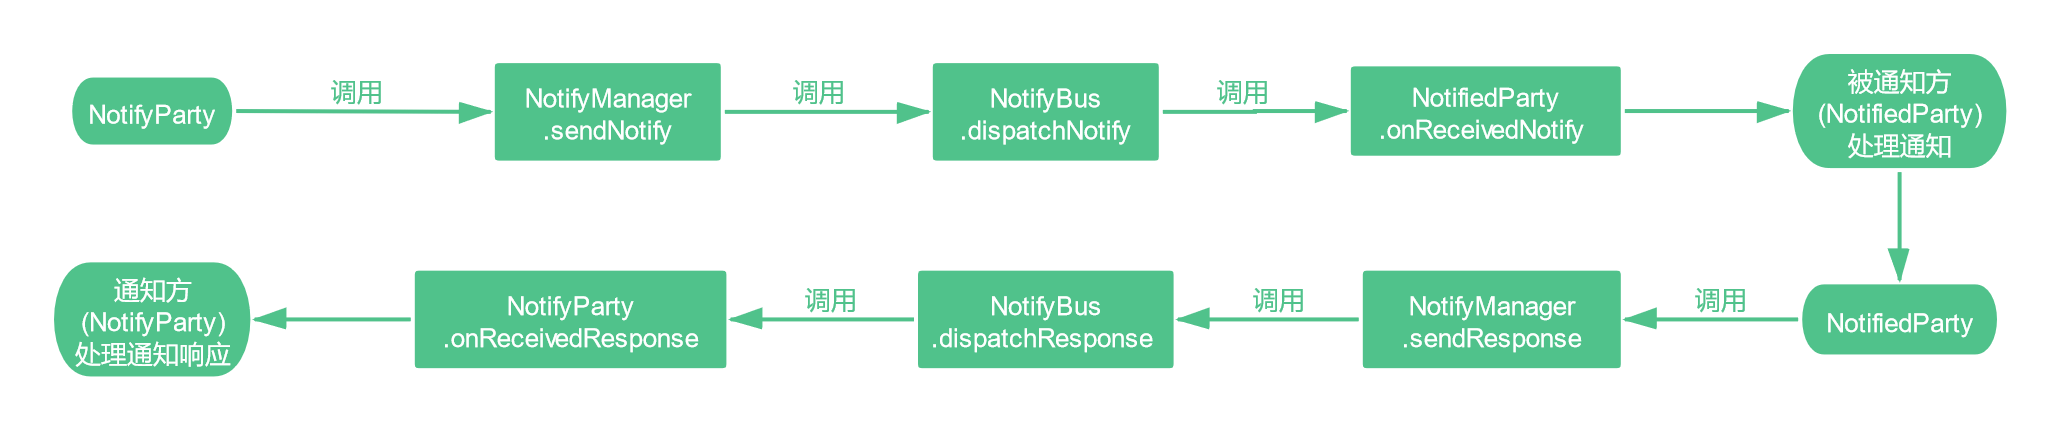 NotifyParty
调用
NotifyManager
.sendNotify
调用
NotifyBus
.dispatchNotify
调用
NotifiedParty
.onReceivedNotify
被通知方
(NotifiedParty)
处理通知
NotifiedParty
调用
NotifyManager
.sendResponse
调用
NotifyBus
.dispatchResponse
调用
NotifyParty
.onReceivedResponse
通知方
(NotifyParty)
处理通知响应